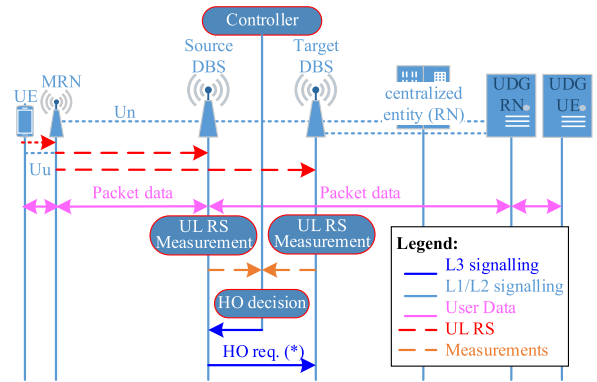 Controller
Source
DBS
Target
DBS
UE
MRN
centralized
entity (RN)
UDG
RN
UDG
UE
Un
Uu
Packet data
Packet data
UL RS
Measurement
UL RS
Measurement
HO decision
HO req. (*)
Legend:
L3 signalling
L1/L2 signalling
User Data
UL RS
Measurements